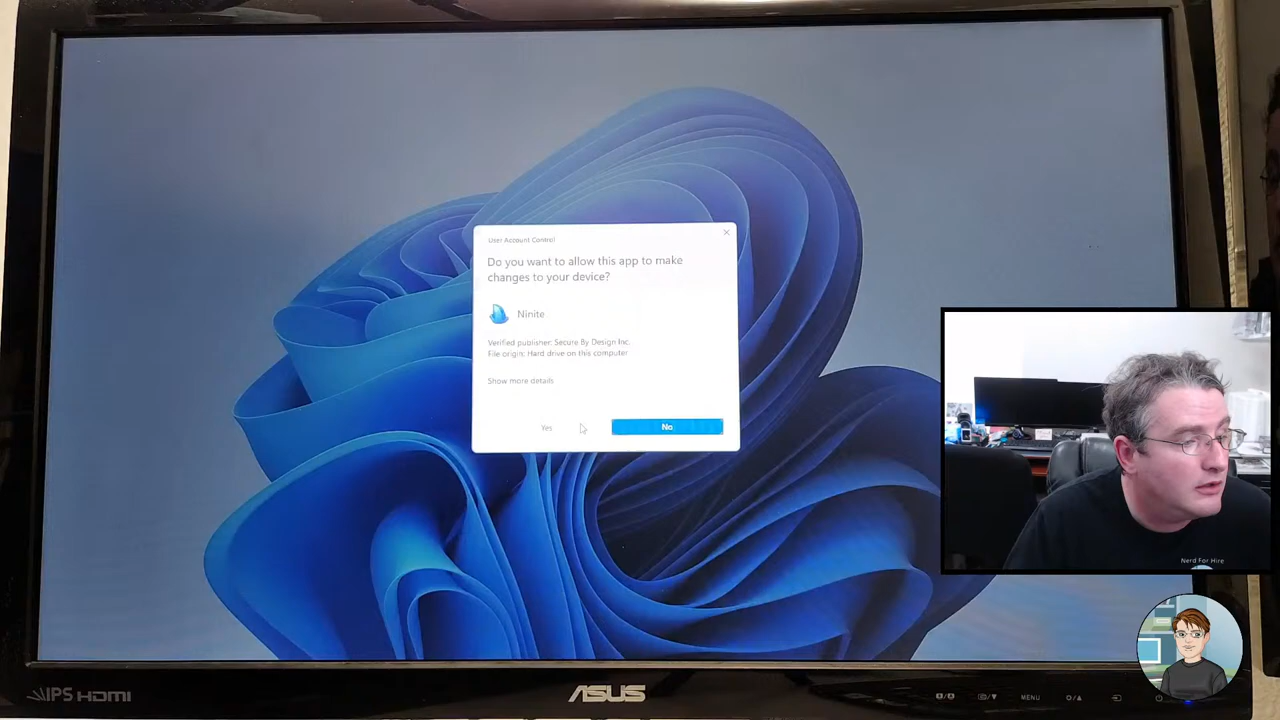 User Account Control
Do you want to allow this app to make
changes to your device?
Ninite
Verified publisher: Secure By Design Inc.
File origin: Hard drive on this computer
Show more details
Yes
No
Nerd For Hire
IPS HDMI
ASUS
MENU